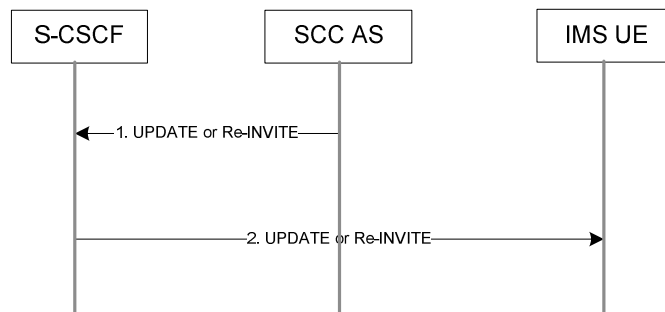 S-CSCF
SCC AS
IMS UE
1. UPDATE or Re-INVITE
2. UPDATE or Re-INVITE